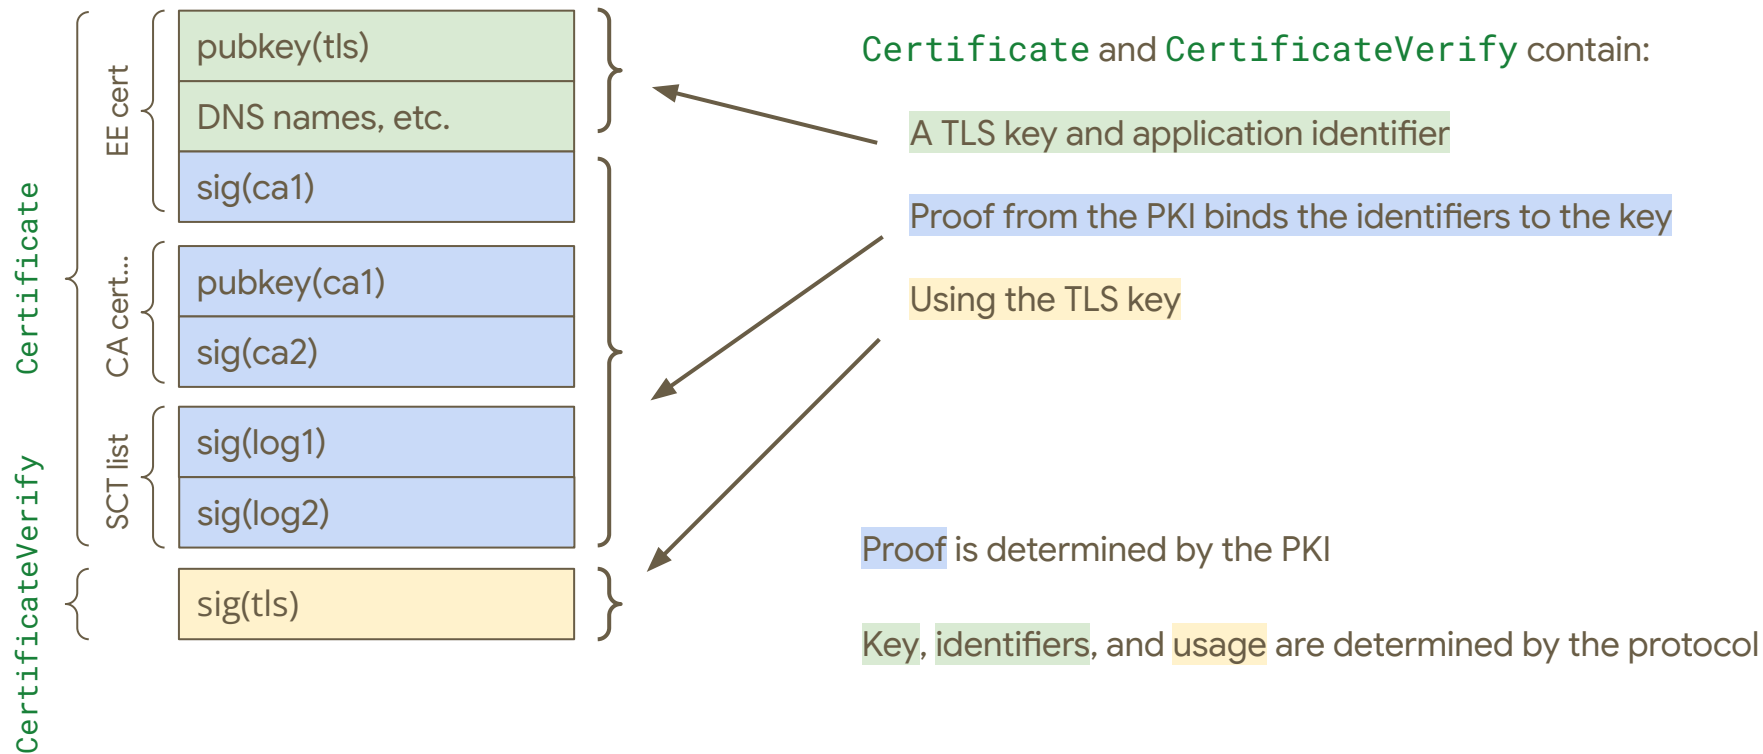 Certificate
CertificateVerify
EE cert
CA cert...
SCT list
pubkey(tls)
DNS names, etc.
sig(ca1)
pubkey(ca1)
sig(ca2)
sig(log1)
sig(log2)
sig(tls)
Certificate and CertificateVerify contain:
A TLS key and application identifier
Proof from the PKI binds the identifiers to the key
Using the TLS key
Proof is determined by the PKI
Key, identifiers, and usage are determined by the protocol